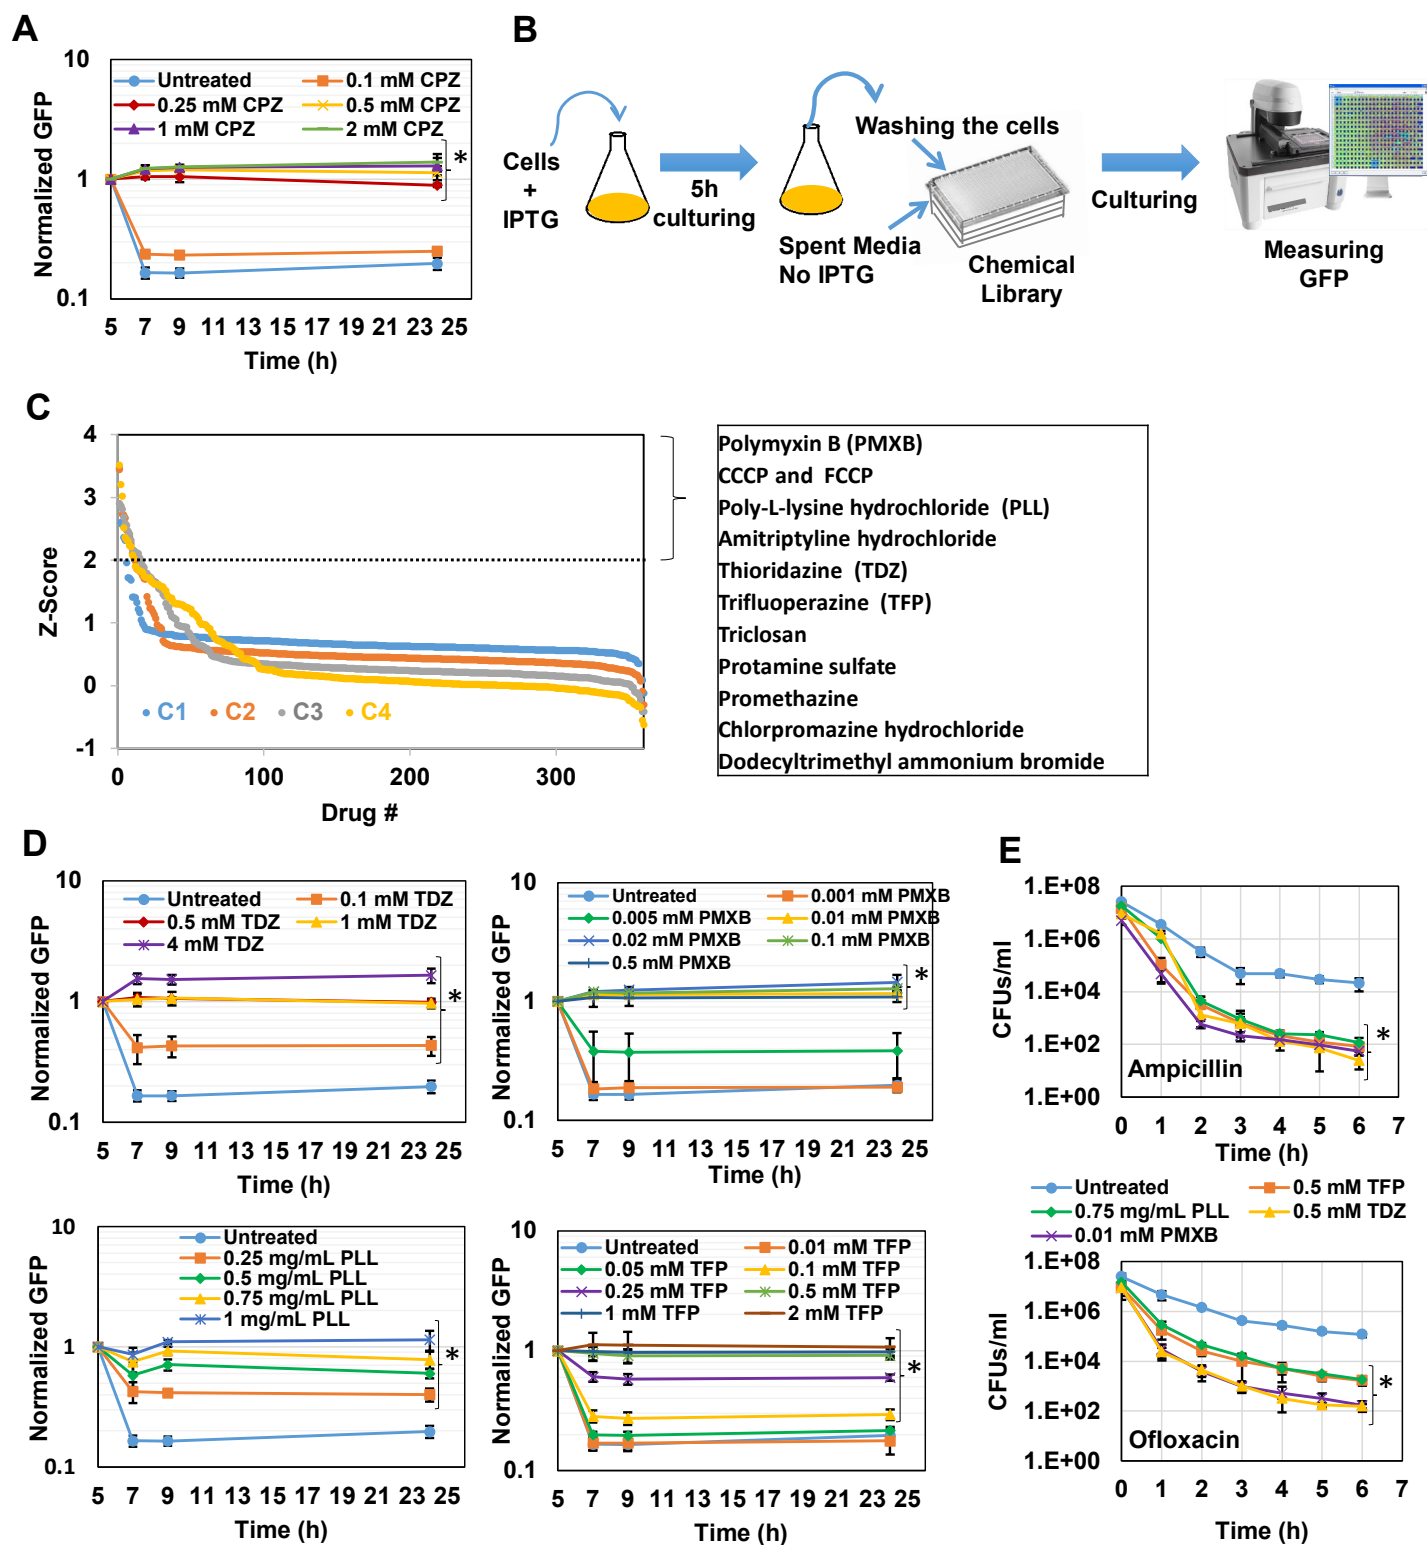 A
10
Untreated
0.1 mM CPZ
0.25 mM CPZ
0.5 mM CPZ
1 mM CPZ
2 mM CPZ
*
Normalized GFP
1
0.1
5 7 9 11 13 15 17 19 21 23 25
Time (h)
B
Cells
+
IPTG
5h
culturing
Washing the cells
Spent Media
No IPTG
Chemical
Library
Culturing
Measuring
GFP
C
4
3
2
1
0
-1
Z-Score
C1 C2 C3 C4
0 100 200 300
Drug #
Polymyxin B (PMXB)
CCCP and FCCP
Poly-L-lysine hydrochloride (PLL)
Amitriptyline hydrochloride
Thioridazine (TDZ)
Trifluoperazine (TFP)
Triclosan
Protamine sulfate
Promethazine
Chlorpromazine hydrochloride
Dodecyltrimethyl ammonium bromide
D
10
Untreated
0.1 mM TDZ
0.5 mM TDZ
1 mM TDZ
4 mM TDZ
*
Normalized GFP
1
0.1
5 7 9 11 13 15 17 19 21 23 25
Time (h)
10
Untreated
0.001 mM PMXB
0.005 mM PMXB
0.01 mM PMXB
0.02 mM PMXB
0.1 mM PMXB
0.5 mM PMXB
*
Normalized GFP
1
0.1
5 7 9 11 13 15 17 19 21 23 25
Time (h)
10
Untreated
0.25 mg/mL PLL
0.5 mg/mL PLL
0.75 mg/mL PLL
1 mg/mL PLL
*
Normalized GFP
1
0.1
5 7 9 11 13 15 17 19 21 23 25
Time (h)
10
Untreated
0.01 mM TFP
0.05 mM TFP
0.1 mM TFP
0.25 mM TFP
0.5 mM TFP
1 mM TFP
2 mM TFP
*
Normalized GFP
1
0.1
5 7 9 11 13 15 17 19 21 23 25
Time (h)
E
1.E+08
1.E+06
1.E+04
1.E+02
1.E+00
CFUs/ml
*
Ampicillin
0 1 2 3 4 5 6 7
Time (h)
Untreated
0.5 mM TFP
0.75 mg/mL PLL
0.5 mM TDZ
0.01 mM PMXB
1.E+08
1.E+06
1.E+04
1.E+02
1.E+00
CFUs/ml
*
Ofloxacin
0 1 2 3 4 5 6 7
Time (h)